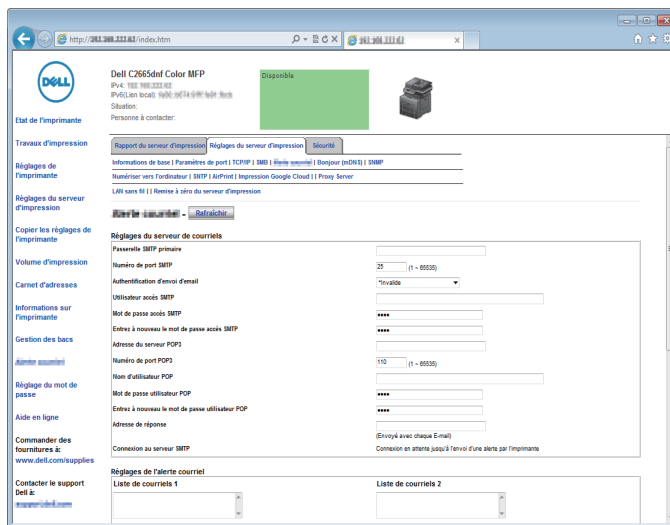 http:// /index.htm
DELL
Dell C2665dnf Color MFP
IPv4:
IPv6(Lien local):
Situation:
Personne à contacter:
Disponible
Etat de l'imprimante
Travaux d'impression
Réglages de l'imprimante
Réglages du serveur d'impression
Copier les réglages de l'imprimante
Volume d'impression
Carnet d'adresses
Informations sur l'imprimante
Gestion des bacs
Réglage du mot de passe
Aide en ligne
Commander des fournitures à:
www.dell.com/supplies
Contacter le support Dell à:
Rapport du serveur d'impression Réglages du serveur d'impression Sécurité
Informations de base | Paramètres de port | TCP/IP | SMB | | Bonjour (mDNS) | SNMP
Numériser vers l'ordinateur | SNTP | AirPrint | Impression Google Cloud | | Proxy Server
LAN sans fil | | Remise à zéro du serveur d'impression
- Rafraîchir
Réglages du serveur de courriels
Passerelle SMTP primaire
Numéro de port SMTP 25 (1 ~ 65535)
Authentification d'envoi d'email *Invalide
Utilisateur accès SMTP
Mot de passe accès SMTP ••••
Entrez à nouveau le mot de passe accès SMTP ••••
Adresse du serveur POP3
Numéro de port POP3 110 (1 ~ 65535)
Nom d'utilisateur POP
Mot de passe utilisateur POP ••••
Entrez à nouveau le mot de passe utilisateur POP ••••
Adresse de réponse
(Envoyé avec chaque E-mail)
Connexion au serveur SMTP Connexion en attente jusqu'à l'envoi d'une alerte par l'imprimante
Réglages de l'alerte courriel
Liste de courriels 1 Liste de courriels 2